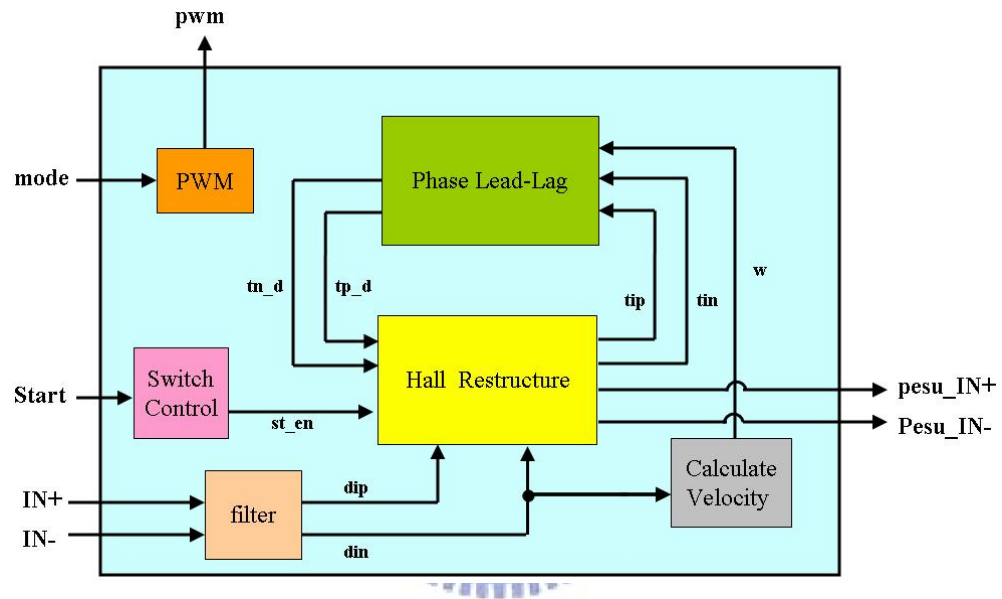 pwm
mode
PWM
Phase Lead-Lag
tn_d
tp_d
tip
tin
w
Start
Switch
Control
st_en
Hall Restructure
pesu_IN+
Pesu_IN-
IN+
IN-
filter
dip
din
Calculate
Velocity